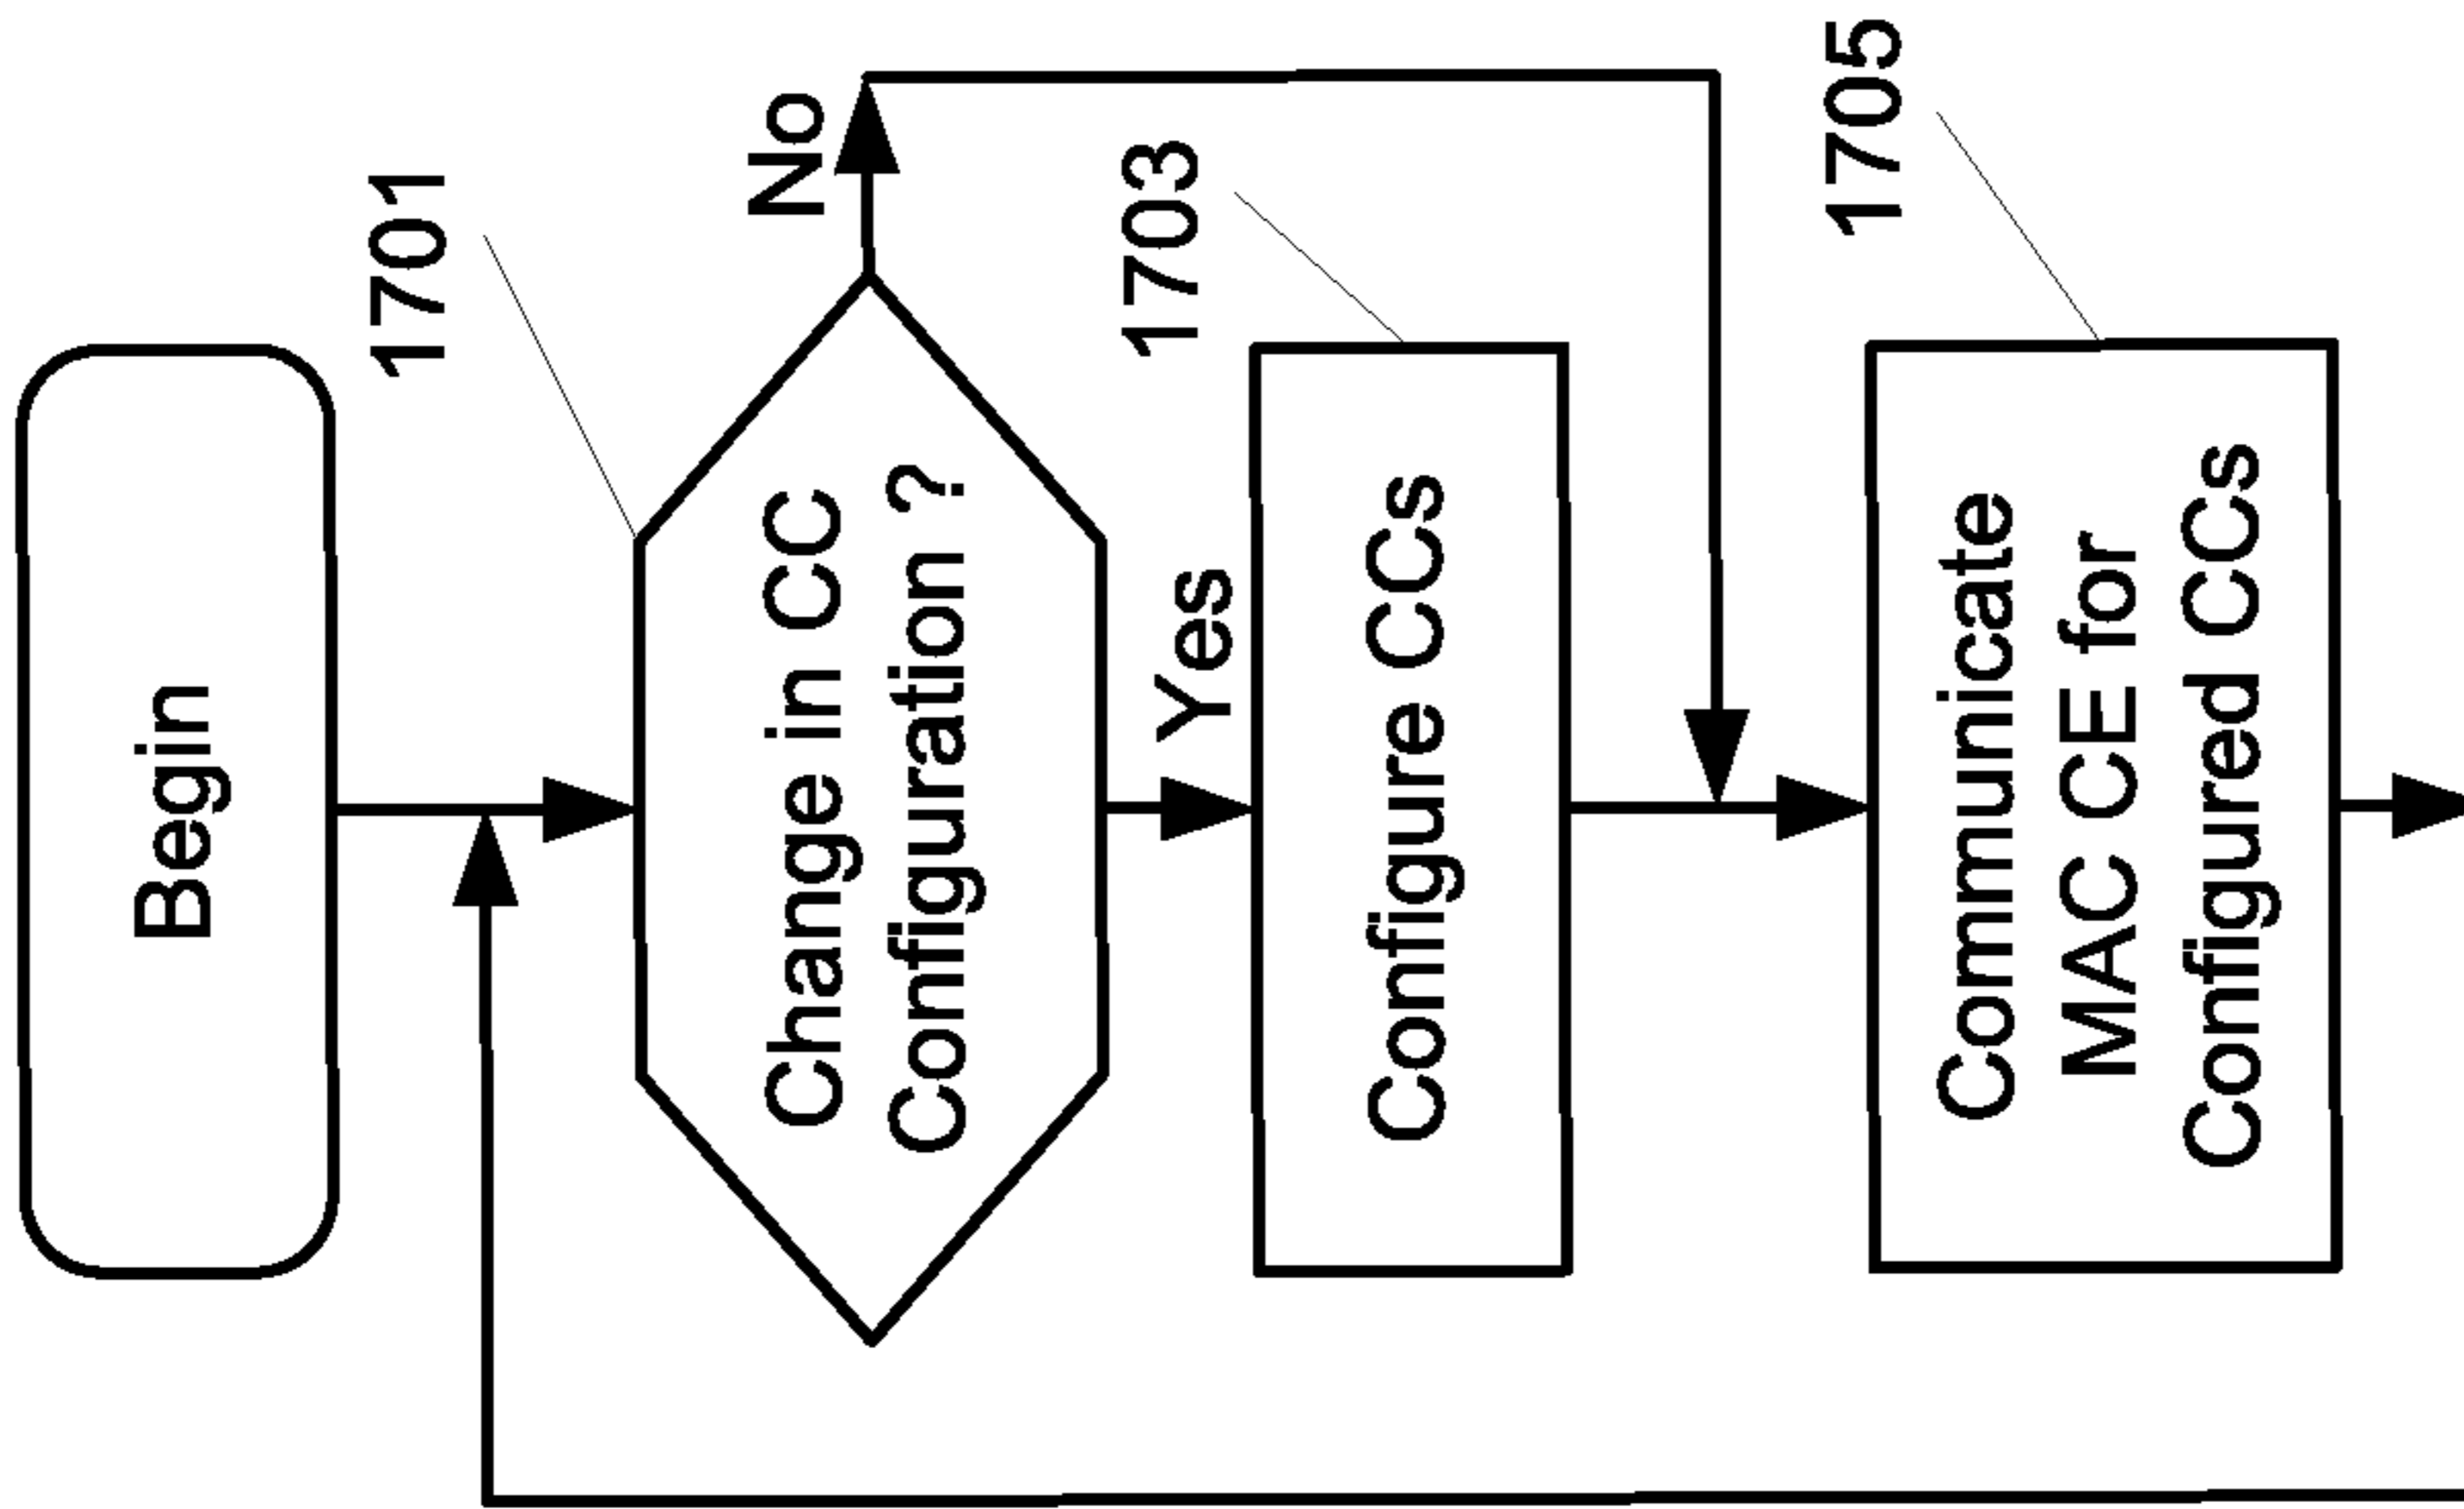 Begin
1701
Change in CC
Configuration ?
No
Yes
1703
Configure CCs
1705
Communicate
MAC CE for
Configured CCs